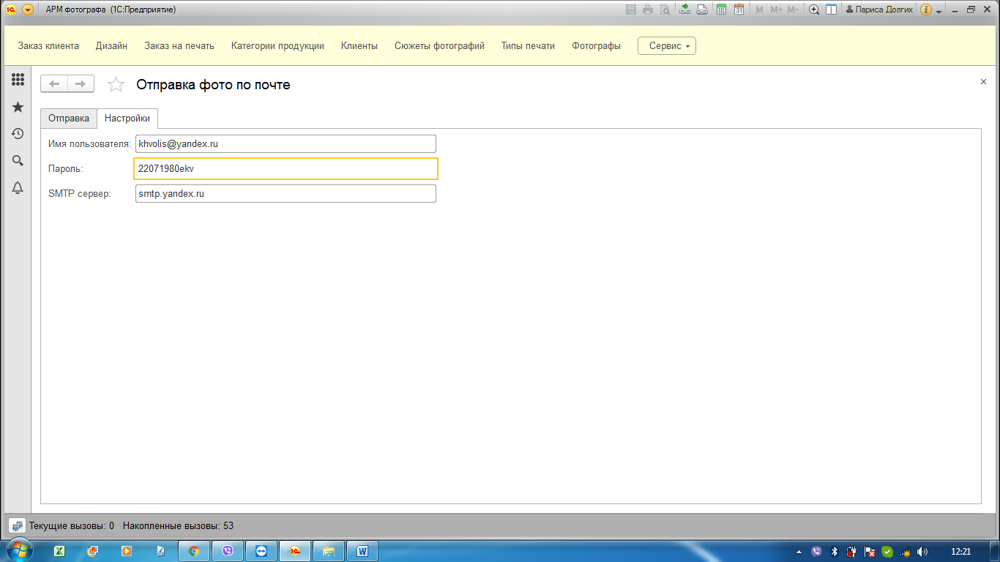 АРМ фотографа (1С:Предприятие)
M M+ M- Лариса Долгих
Заказ клиента Дизайн Заказ на печать Категории продукции Клиенты Сюжеты фотографий Типы печати Фотографы Сервис
Отправка фото по почте
Отправка Настройки
Имя пользователя: khvolis@yandex.ru
Пароль: 22071980ekv
SMTP сервер: smtp.yandex.ru
Текущие вызовы: 0 Накопленные вызовы: 53
12:21